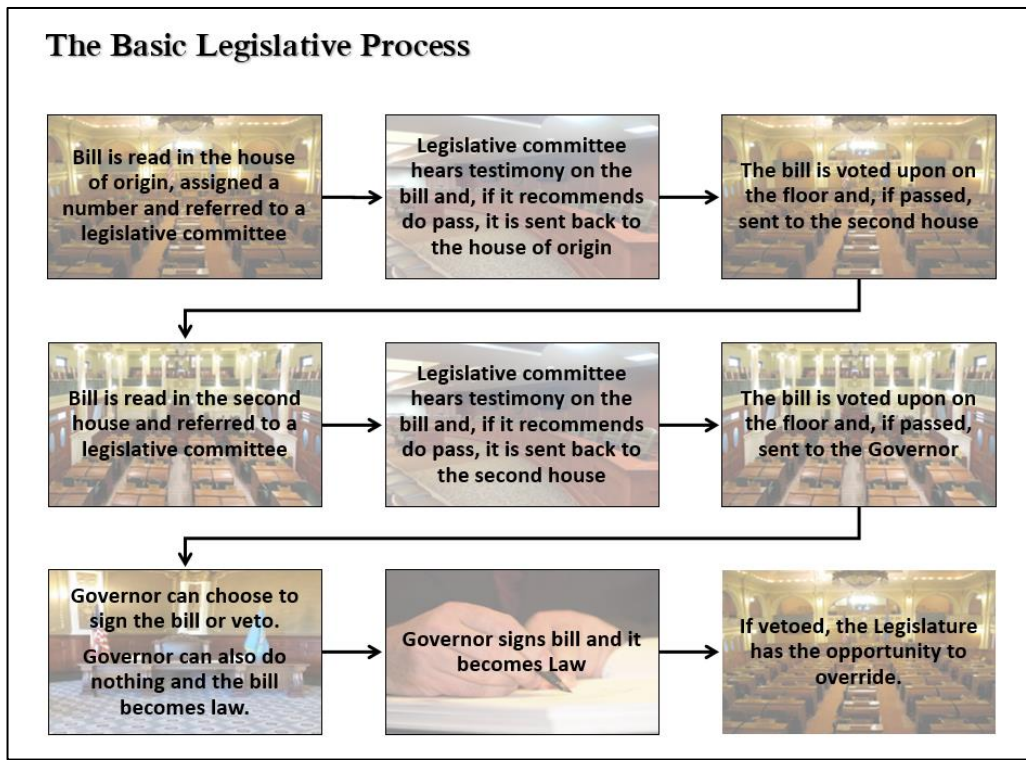 The Basic Legislative Process
Bill is read in the house
of origin, assigned a
number and referred to a
legislative committee
Legislative committee
hears testimony on the
bill and, if it recommends
do pass, it is sent back to
the house of origin
The bill is voted upon on
the floor and, if passed,
sent to the second house
Bill is read in the second
house and referred to a
legislative committee
Legislative committee
hears testimony on the
bill and, if it recommends
do pass, it is sent back to
the second house
The bill is voted upon on
the floor and, if passed,
sent to the Governor
Governor can choose to
sign the bill or veto.
Governor can also do
nothing and the bill
becomes law.
Governor signs bill and it
becomes Law
If vetoed, the Legislature
has the opportunity to
override.